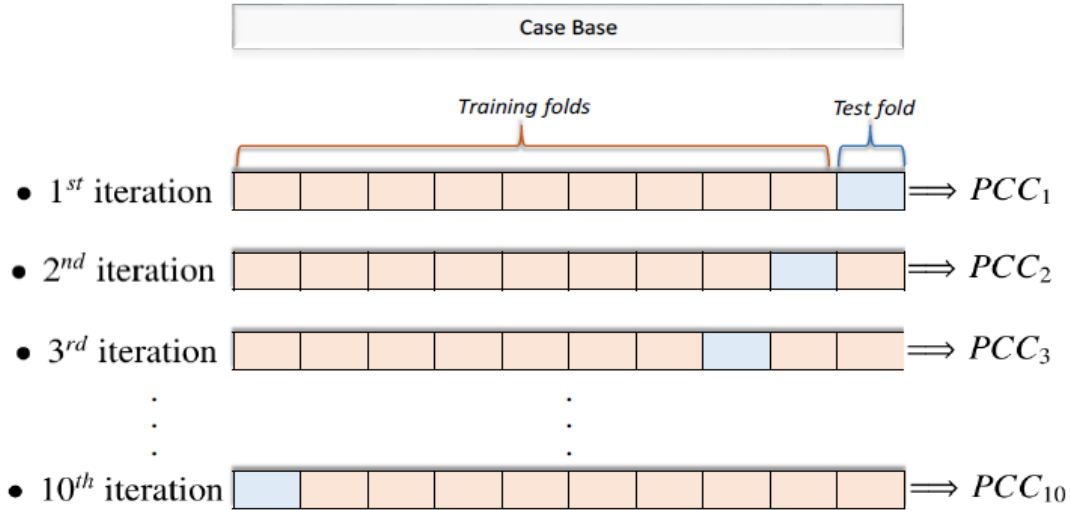 Case Base
Training folds Test fold
• 1st iteration ⟹ PCC1
• 2nd iteration ⟹ PCC2
• 3rd iteration ⟹ PCC3
. .
. .
. .
• 10th iteration ⟹ PCC10